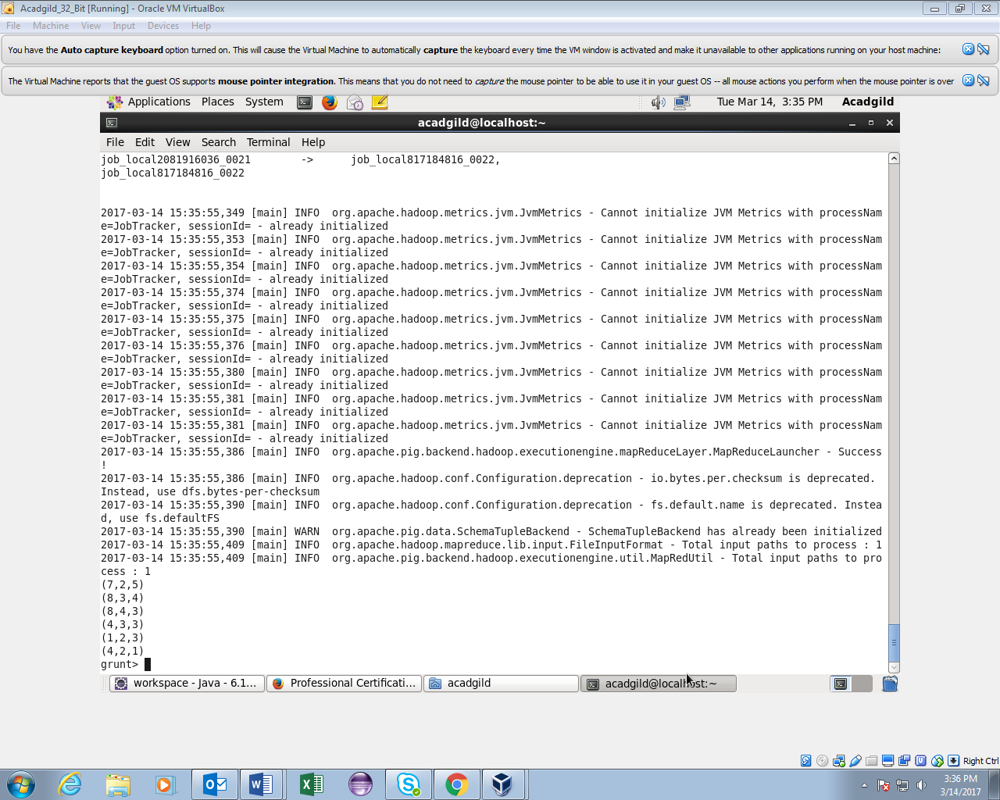 Acadgild_32_Bit [Running] - Oracle VM VirtualBox
File Machine View Input Devices Help
You have the Auto capture keyboard option turned on. This will cause the Virtual Machine to automatically capture the keyboard every time the VM window is activated and make it unavailable to other applications running on your host machine:
The Virtual Machine reports that the guest OS supports mouse pointer integration. This means that you do not need to capture the mouse pointer to be able to use it in your guest OS -- all mouse actions you perform when the mouse pointer is over
Applications Places System Tue Mar 14, 3:35 PM Acadgild
acadgild@localhost:~
File Edit View Search Terminal Help
job_local2081916036_0021 -> job_local817184816_0022,
job_local817184816_0022
2017-03-14 15:35:55,349 [main] INFO org.apache.hadoop.metrics.jvm.JvmMetrics - Cannot initialize JVM Metrics with processNam
e=JobTracker, sessionId= - already initialized
2017-03-14 15:35:55,353 [main] INFO org.apache.hadoop.metrics.jvm.JvmMetrics - Cannot initialize JVM Metrics with processNam
e=JobTracker, sessionId= - already initialized
2017-03-14 15:35:55,354 [main] INFO org.apache.hadoop.metrics.jvm.JvmMetrics - Cannot initialize JVM Metrics with processNam
e=JobTracker, sessionId= - already initialized
2017-03-14 15:35:55,374 [main] INFO org.apache.hadoop.metrics.jvm.JvmMetrics - Cannot initialize JVM Metrics with processNam
e=JobTracker, sessionId= - already initialized
2017-03-14 15:35:55,375 [main] INFO org.apache.hadoop.metrics.jvm.JvmMetrics - Cannot initialize JVM Metrics with processNam
e=JobTracker, sessionId= - already initialized
2017-03-14 15:35:55,376 [main] INFO org.apache.hadoop.metrics.jvm.JvmMetrics - Cannot initialize JVM Metrics with processNam
e=JobTracker, sessionId= - already initialized
2017-03-14 15:35:55,380 [main] INFO org.apache.hadoop.metrics.jvm.JvmMetrics - Cannot initialize JVM Metrics with processNam
e=JobTracker, sessionId= - already initialized
2017-03-14 15:35:55,381 [main] INFO org.apache.hadoop.metrics.jvm.JvmMetrics - Cannot initialize JVM Metrics with processNam
e=JobTracker, sessionId= - already initialized
2017-03-14 15:35:55,381 [main] INFO org.apache.hadoop.metrics.jvm.JvmMetrics - Cannot initialize JVM Metrics with processNam
e=JobTracker, sessionId= - already initialized
2017-03-14 15:35:55,386 [main] INFO org.apache.pig.backend.hadoop.executionengine.mapReduceLayer.MapReduceLauncher - Success
!
2017-03-14 15:35:55,386 [main] INFO org.apache.hadoop.conf.Configuration.deprecation - io.bytes.per.checksum is deprecated.
Instead, use dfs.bytes-per-checksum
2017-03-14 15:35:55,390 [main] INFO org.apache.hadoop.conf.Configuration.deprecation - fs.default.name is deprecated. Instea
d, use fs.defaultFS
2017-03-14 15:35:55,390 [main] WARN org.apache.pig.data.SchemaTupleBackend - SchemaTupleBackend has already been initialized
2017-03-14 15:35:55,409 [main] INFO org.apache.hadoop.mapreduce.lib.input.FileInputFormat - Total input paths to process : 1
2017-03-14 15:35:55,409 [main] INFO org.apache.pig.backend.hadoop.executionengine.util.MapRedUtil - Total input paths to pro
cess : 1
(7,2,5)
(8,3,4)
(8,4,3)
(4,3,3)
(1,2,3)
(4,2,1)
grunt>
workspace - Java - 6.1... Professional Certificati... acadgild acadgild@localhost:~
Right Ctrl
3:36 PM
3/14/2017